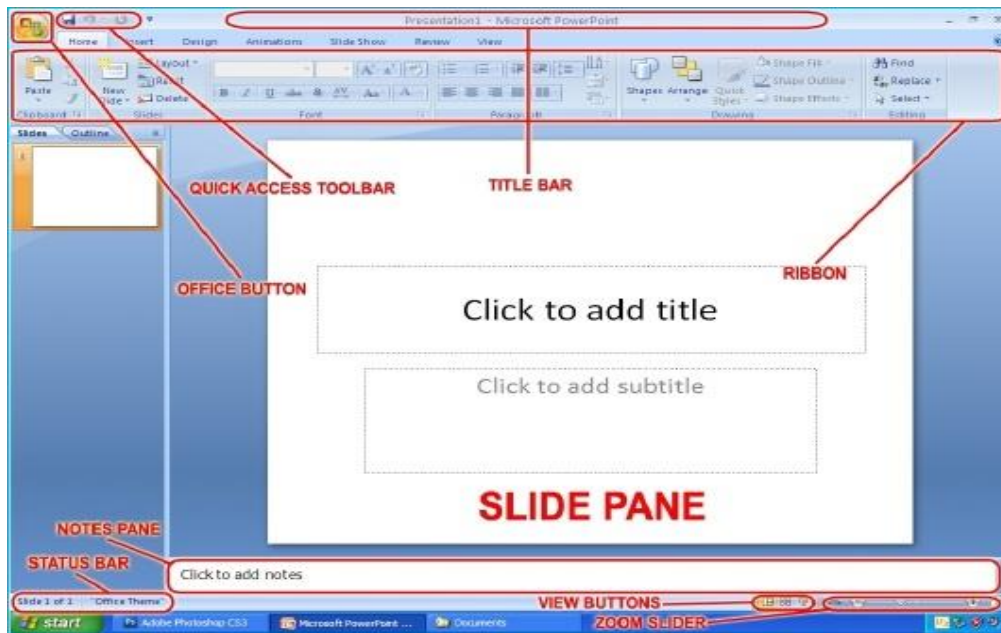 Presentation1 - Microsoft PowerPoint
Home Insert Design Animations Slide Show Review View
Layout
Reset
Delete
Paste
New
Slide
Shapes Arrange Quick
Styles
Shape Fill
Shape Outline
Shape Effects
Find
Replace
Select
Clipboard Slides Font Paragraph Drawing Editing
Slides Outline
QUICK ACCESS TOOLBAR
TITLE BAR
RIBBON
OFFICE BUTTON
Click to add title
Click to add subtitle
SLIDE PANE
NOTES PANE
STATUS BAR
Click to add notes
Slide 1 of 1 "Office Theme"
VIEW BUTTONS
ZOOM SLIDER
start Adobe Photoshop CS3 Microsoft PowerPoint ... Documents